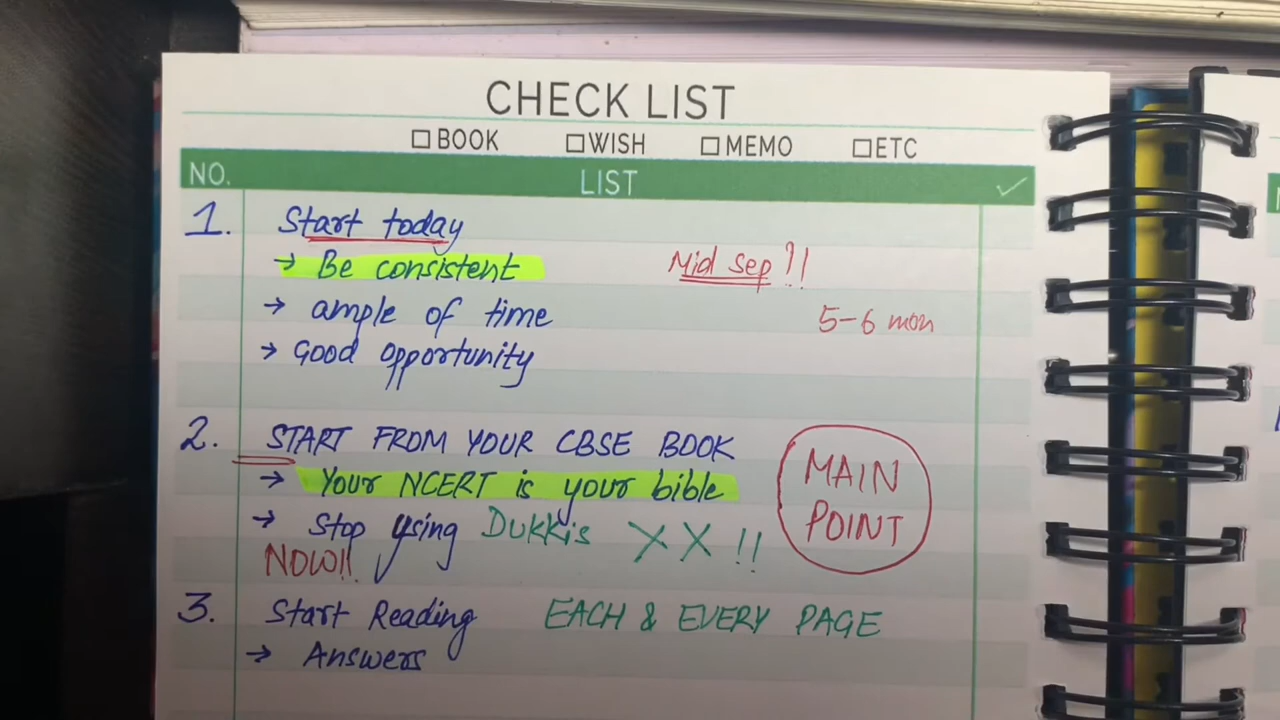 CHECK LIST
BOOK WISH MEMO ETC
NO. LIST
1. Start today
→ Be consistent Mid Sep?!!
→ ample of time 5-6 mon
→ Good opportunity
2. START FROM YOUR CBSE BOOK
→ Your NCERT is your bible MAIN
→ Stop using Dukkis XX !! POINT
NOW!!
3. Start Reading EACH & EVERY PAGE
→ Answers